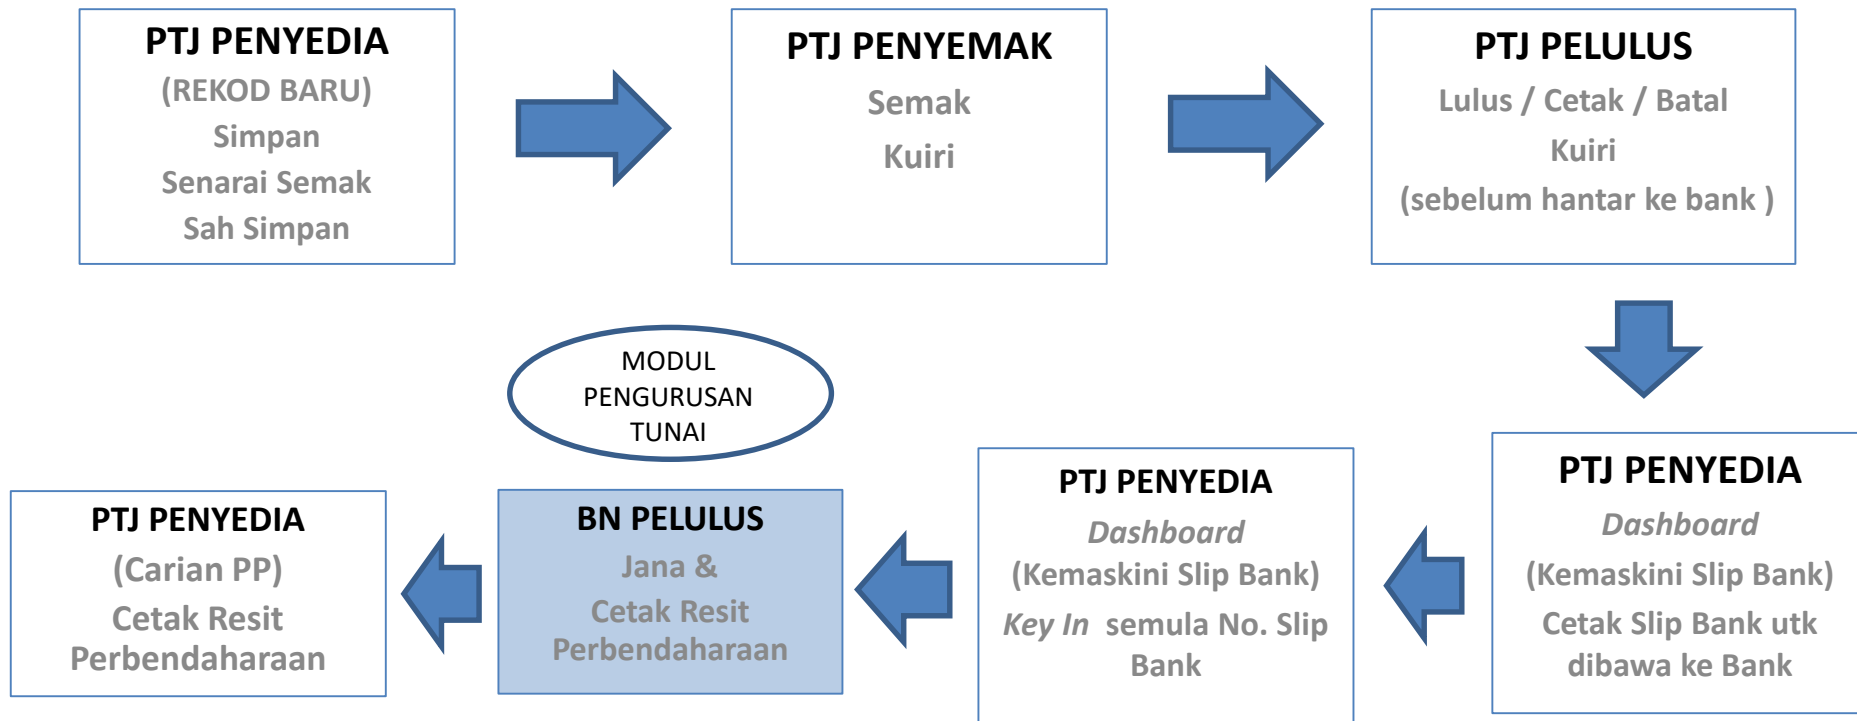 PTJ PENYEDIA
(REKOD BARU)
Simpan
Senarai Semak
Sah Simpan
PTJ PENYEMAK
Semak
Kuiri
PTJ PELULUS
Lulus / Cetak / Batal
Kuiri
(sebelum hantar ke bank )
PTJ PENYEDIA
Dashboard
(Kemaskini Slip Bank)
Cetak Slip Bank utk
dibawa ke Bank
PTJ PENYEDIA
Dashboard
(Kemaskini Slip Bank)
Key In semula No. Slip
Bank
MODUL
PENGURUSAN
TUNAI
BN PELULUS
Jana &
Cetak Resit
Perbendaharaan
PTJ PENYEDIA
(Carian PP)
Cetak Resit
Perbendaharaan